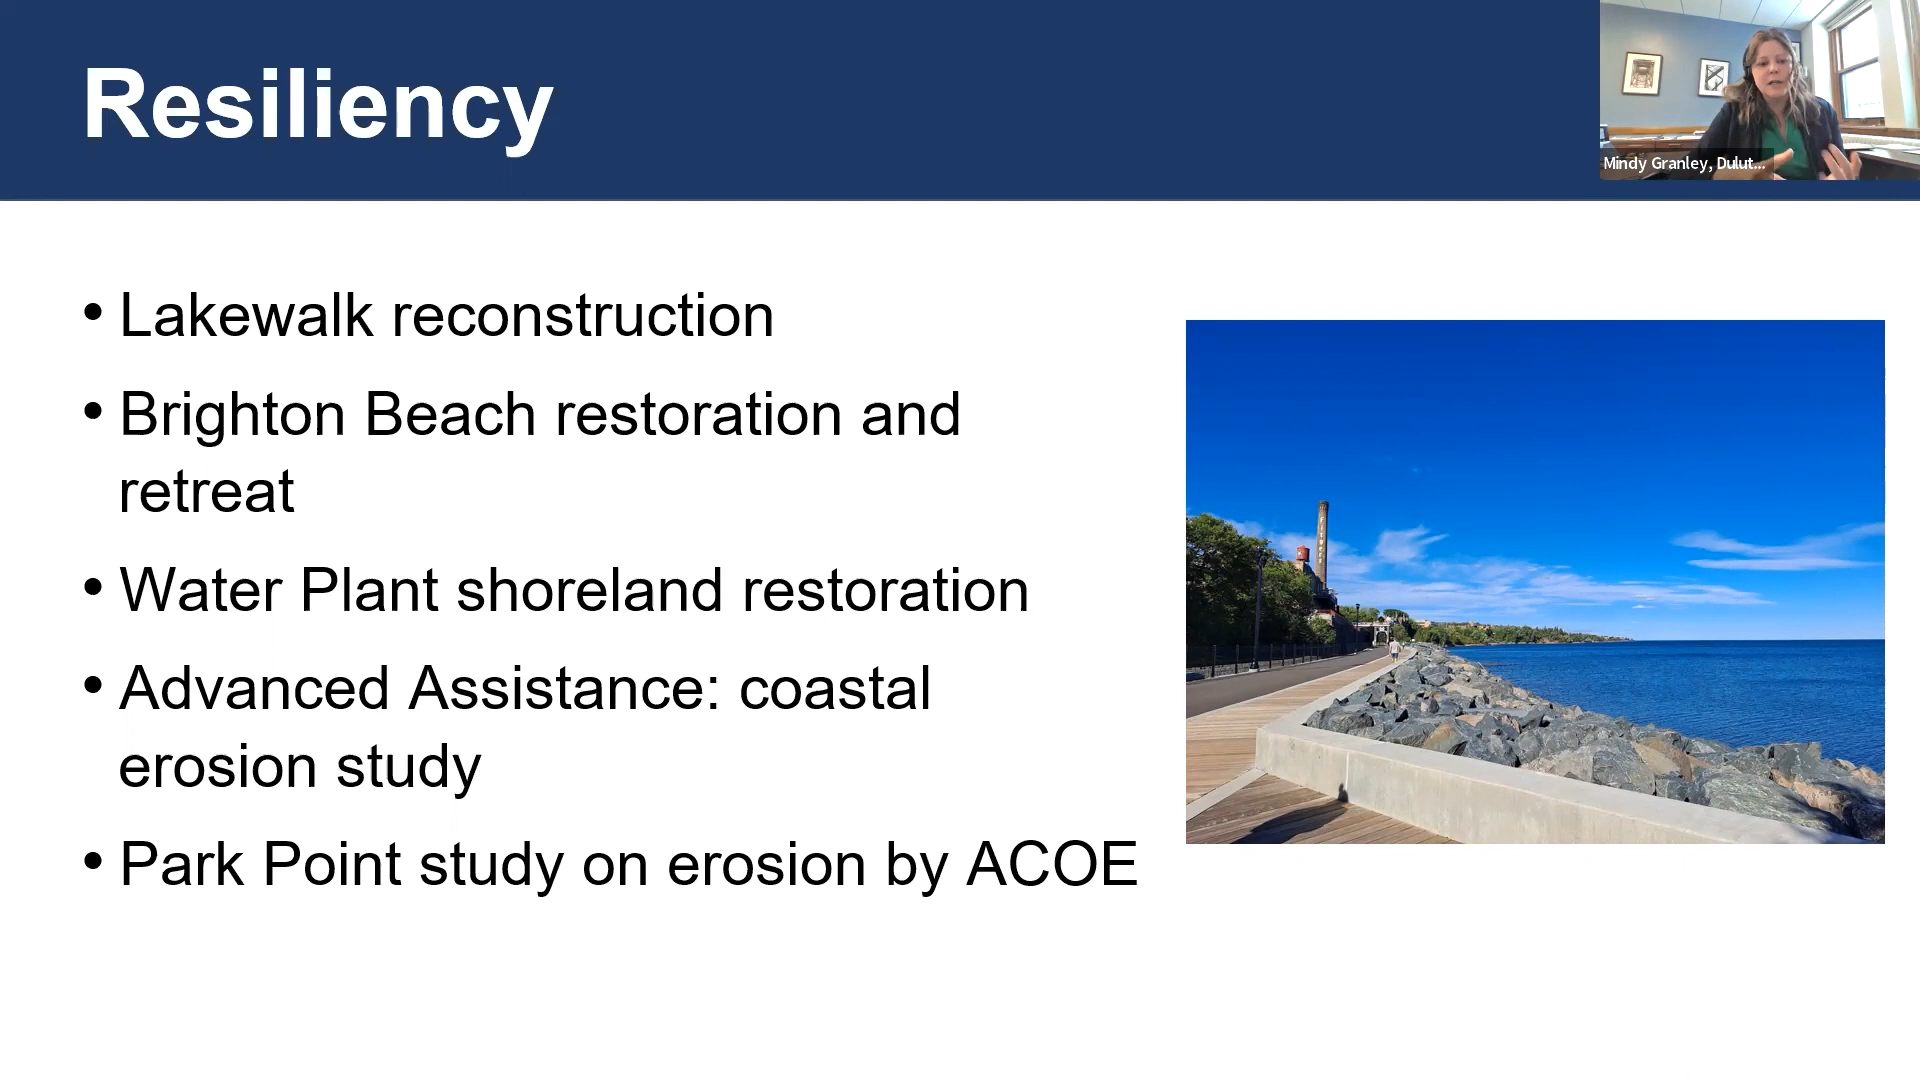 Resiliency
Mindy Granley, Dulut...
• Lakewalk reconstruction
• Brighton Beach restoration and
retreat
• Water Plant shoreland restoration
• Advanced Assistance: coastal
erosion study
• Park Point study on erosion by ACOE
Fitgers